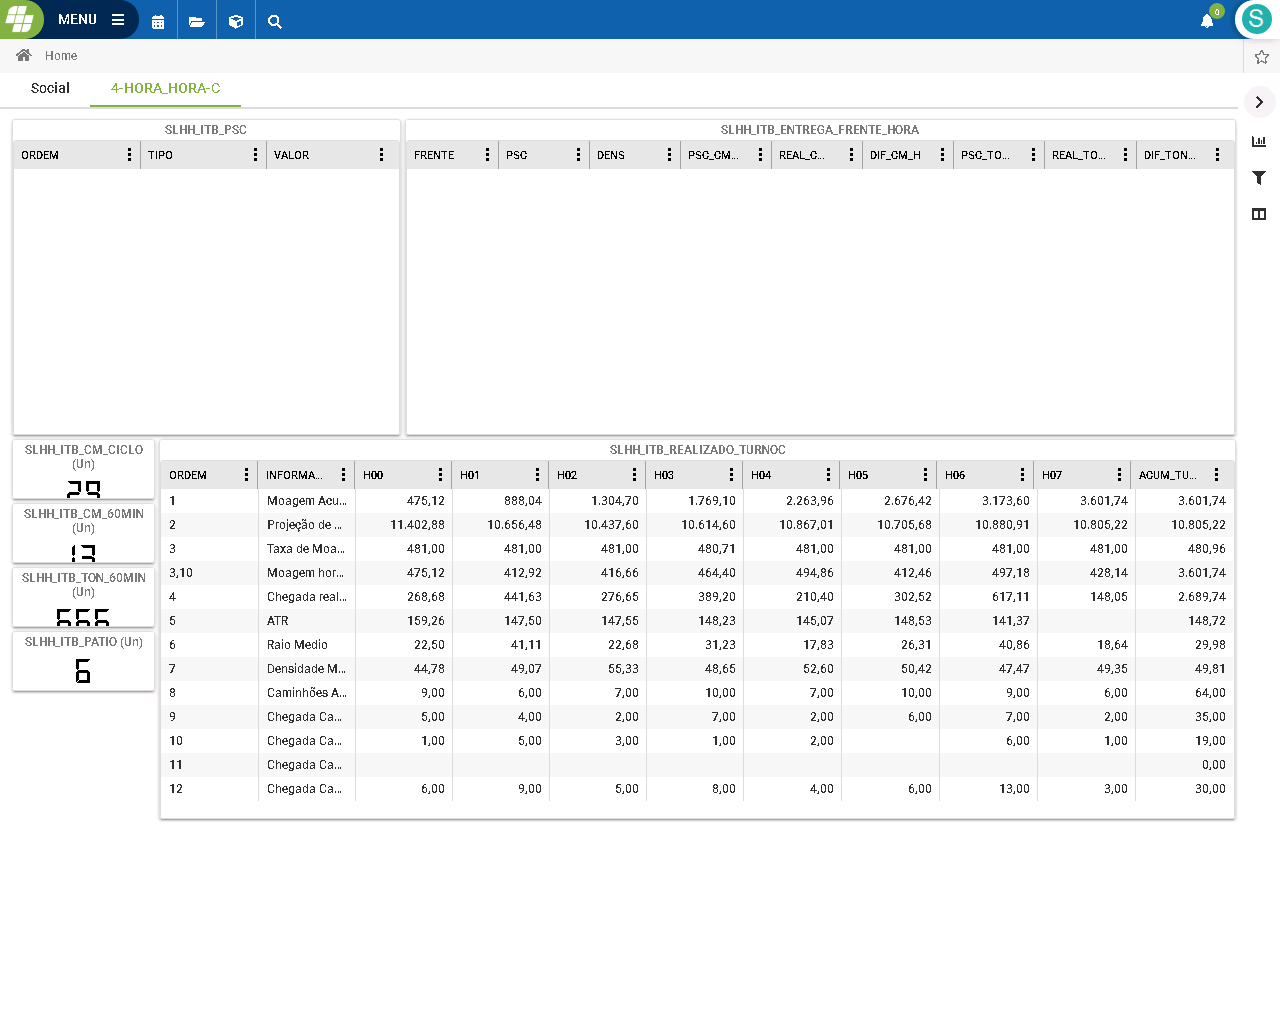 MENU
0
S
Home
Social 4-HORA_HORA-C
SLHH_ITB_PSC
ORDEM TIPO VALOR
SLHH_ITB_ENTREGA_FRENTE_HORA
FRENTE PSC DENS PSC_CM... REAL_C... DIF_CM_H PSC_TO... REAL_TO... DIF_TON...
SLHH_ITB_CM_CICLO
(Un)
29
SLHH_ITB_CM_60MIN
(Un)
13
SLHH_ITB_TON_60MIN
(Un)
SLHH_ITB_PATIO (Un)
6
SLHH_ITB_REALIZADO_TURNOC
ORDEM INFORMA... H00 H01 H02 H03 H04 H05 H06 H07 ACUM_TU...
1 Moagem Acu... 475,12 888,04 1.304,70 1.769,10 2.263,96 2.676,42 3.173,60 3.601,74 3.601,74
2 Projeção de ... 11.402,88 10.656,48 10.437,60 10.614,60 10.867,01 10.705,68 10.880,91 10.805,22 10.805,22
3 Taxa de Moa... 481,00 481,00 481,00 480,71 481,00 481,00 481,00 481,00 480,96
3,10 Moagem hor... 475,12 412,92 416,66 464,40 494,86 412,46 497,18 428,14 3.601,74
4 Chegada real... 268,68 441,63 276,65 389,20 210,40 302,52 617,11 148,05 2.689,74
5 ATR 159,26 147,50 147,55 148,23 145,07 148,53 141,37 148,72
6 Raio Medio 22,50 41,11 22,68 31,23 17,83 26,31 40,86 18,64 29,98
7 Densidade M... 44,78 49,07 55,33 48,65 52,60 50,42 47,47 49,35 49,81
8 Caminhões A... 9,00 6,00 7,00 10,00 7,00 10,00 9,00 6,00 64,00
9 Chegada Ca... 5,00 4,00 2,00 7,00 2,00 6,00 7,00 2,00 35,00
10 Chegada Ca... 1,00 5,00 3,00 1,00 2,00 6,00 1,00 19,00
11 Chegada Ca... 0,00
12 Chegada Ca... 6,00 9,00 5,00 8,00 4,00 6,00 13,00 3,00 30,00